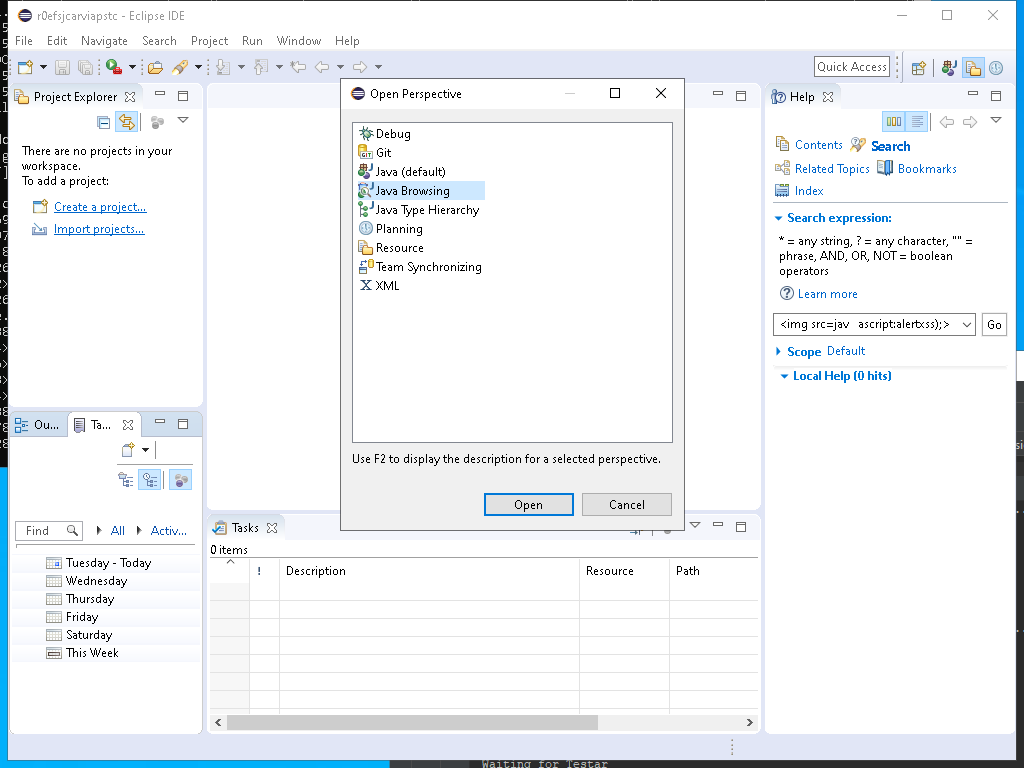 r0efsjcarviapstc - Eclipse IDE
File Edit Navigate Search Project Run Window Help
Quick Access
Project Explorer
There are no projects in your
workspace.
To add a project:
Create a project...
Import projects...
Open Perspective
Debug
Git
Java (default)
Java Browsing
Java Type Hierarchy
Planning
Resource
Team Synchronizing
XML
Use F2 to display the description for a selected perspective.
Open Cancel
Help
Contents Search
Related Topics Bookmarks
Index
Search expression:
* = any string, ? = any character, "" =
phrase, AND, OR, NOT = boolean
operators
Learn more
<img src=jav ascript:alertxss);> Go
Scope Default
Local Help (0 hits)
Ou... Ta...
Find All Activ...
Tuesday - Today
Wednesday
Thursday
Friday
Saturday
This Week
Tasks
0 items
! Description Resource Path
Waiting for Testar